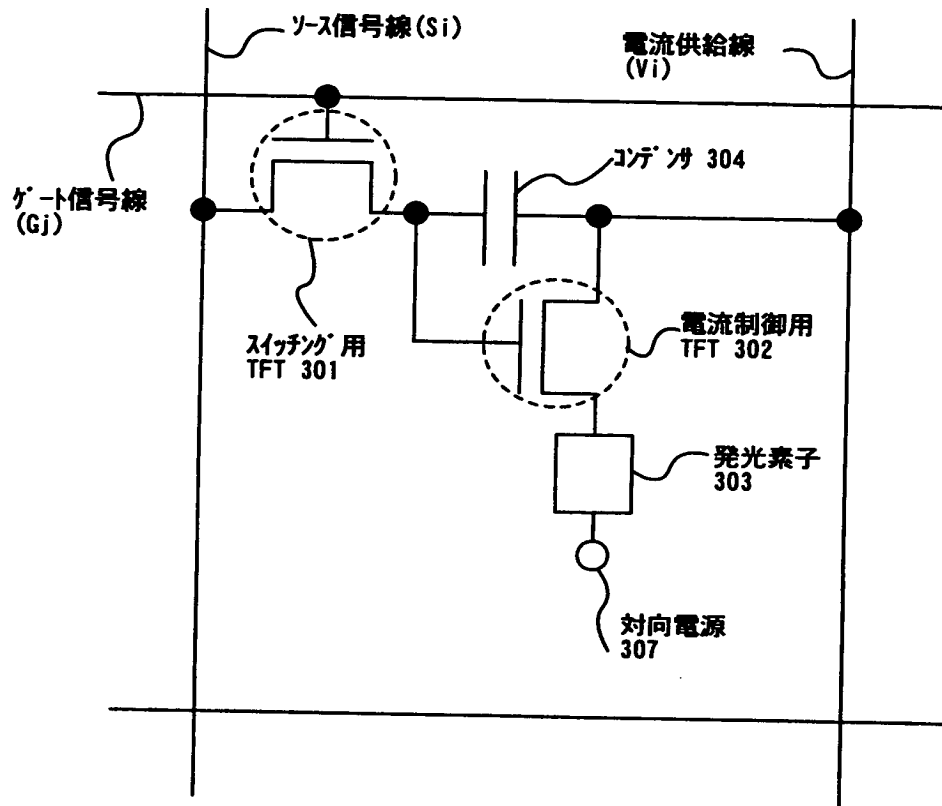 ソース信号線(Si)
電流供給線
(Vi)
コンデンサ 304
ゲート信号線
(Gj)
スイッチング用
TFT 301
電流制御用
TFT 302
発光素子
303
対向電源
307